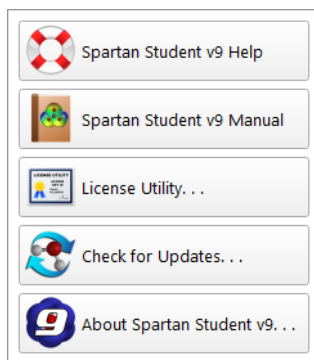 Spartan Student v9 Help
Spartan Student v9 Manual
License Utility. . .
Check for Updates. . .
About Spartan Student v9. . .